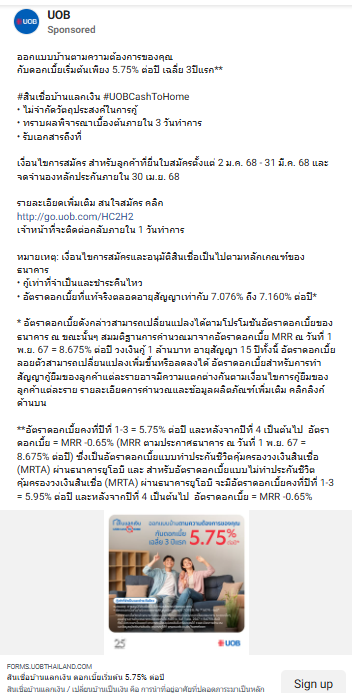 UOB
UOB
Sponsored
ออกแบบบ้านตามความต้องการของคุณ
กับดอกเบี้ยเริ่มต้นเพียง 5.75% ต่อปี เฉลี่ย 3ปีแรก**
#สินเชื่อบ้านแลกเงิน #UOBCashToHome
• ไม่จำกัดวัตถุประสงค์ในการกู้
• ทราบผลพิจารณาเบื้องต้นภายใน 3 วันทำการ
• รับเอกสารถึงที่
เงื่อนไขการสมัคร สำหรับลูกค้าที่ยื่นใบสมัครตั้งแต่ 2 ม.ค. 68 - 31 มี.ค. 68 และ
จดจำนองหลักประกันภายใน 30 เม.ย. 68
รายละเอียดเพิ่มเติม สนใจสมัคร คลิก
http://go.uob.com/HC2H2
เจ้าหน้าที่จะติดต่อกลับภายใน 1 วันทำการ
หมายเหตุ: เงื่อนไขการสมัครและอนุมัติสินเชื่อเป็นไปตามหลักเกณฑ์ของ
ธนาคาร
• กู้เท่าที่จำเป็นและชำระคืนไหว
• อัตราดอกเบี้ยที่แท้จริงตลอดอายุสัญญาเท่ากับ 7.076% ถึง 7.160% ต่อปี*
* อัตราดอกเบี้ยดังกล่าวสามารถเปลี่ยนแปลงได้ตามโปรโมชันอัตราดอกเบี้ยของ
ธนาคาร ณ ขณะนั้นๆ สมมติฐานการคำนวณมาจากอัตราดอกเบี้ย MRR ณ วันที่ 1
พ.ย. 67 = 8.675% ต่อปี วงเงินกู้ 1 ล้านบาท อายุสัญญา 15 ปีทั้งนี้ อัตราดอกเบี้ย
ลอยตัวสามารถเปลี่ยนแปลงเพิ่มขึ้นหรือลดลงได้ อัตราดอกเบี้ยสำหรับการทำ
สัญญากู้ยืมของลูกค้าแต่ละรายอาจมีความแตกต่างกันตามเงื่อนไขการกู้ยืมของ
ลูกค้าแต่ละราย รายละเอียดการคำนวณและข้อมูลผลิตภัณฑ์เพิ่มเติม คลิกลิงก์
ด้านบน
**อัตราดอกเบี้ยคงที่ปีที่ 1-3 = 5.75% และหลังจากปีที่ 4 เป็นต้นไป อัตรา
ดอกเบี้ย = MRR -0.65% (MRR ตามประกาศธนาคาร ณ วันที่ 1 พ.ย. 67 =
8.675% ต่อปี) ซึ่งเป็นอัตราดอกเบี้ยแบบทำประกันชีวิตคุ้มครองวงเงินสินเชื่อ
(MRTA) ผ่านธนาคารยูโอบี และ สำหรับอัตราดอกเบี้ยแบบไม่ทำประกันชีวิต
คุ้มครองวงเงินสินเชื่อ (MRTA) ผ่านธนาคารยูโอบี จะมีอัตราดอกเบี้ยคงที่ปีที่ 1-3
= 5.95% ต่อปี และหลังจากปีที่ 4 เป็นต้นไป อัตราดอกเบี้ย = MRR -0.65%
ออกแบบบ้านตามความต้องการของคุณ
กับดอกเบี้ย
เฉลี่ย 3 ปีแรก
5.75%
ต่อปี*
25
UOB
FORMS.UOBTHAILAND.COM
สินเชื่อบ้านแลกเงิน ดอกเบี้ยเริ่มต้น 5.75% ต่อปี
สินเชื่อบ้านแลกเงิน / เปลี่ยนบ้านเป็นเงิน คือ การนำที่อยู่อาศัยที่ปลอดภาระมาเป็นหลัก
Sign up